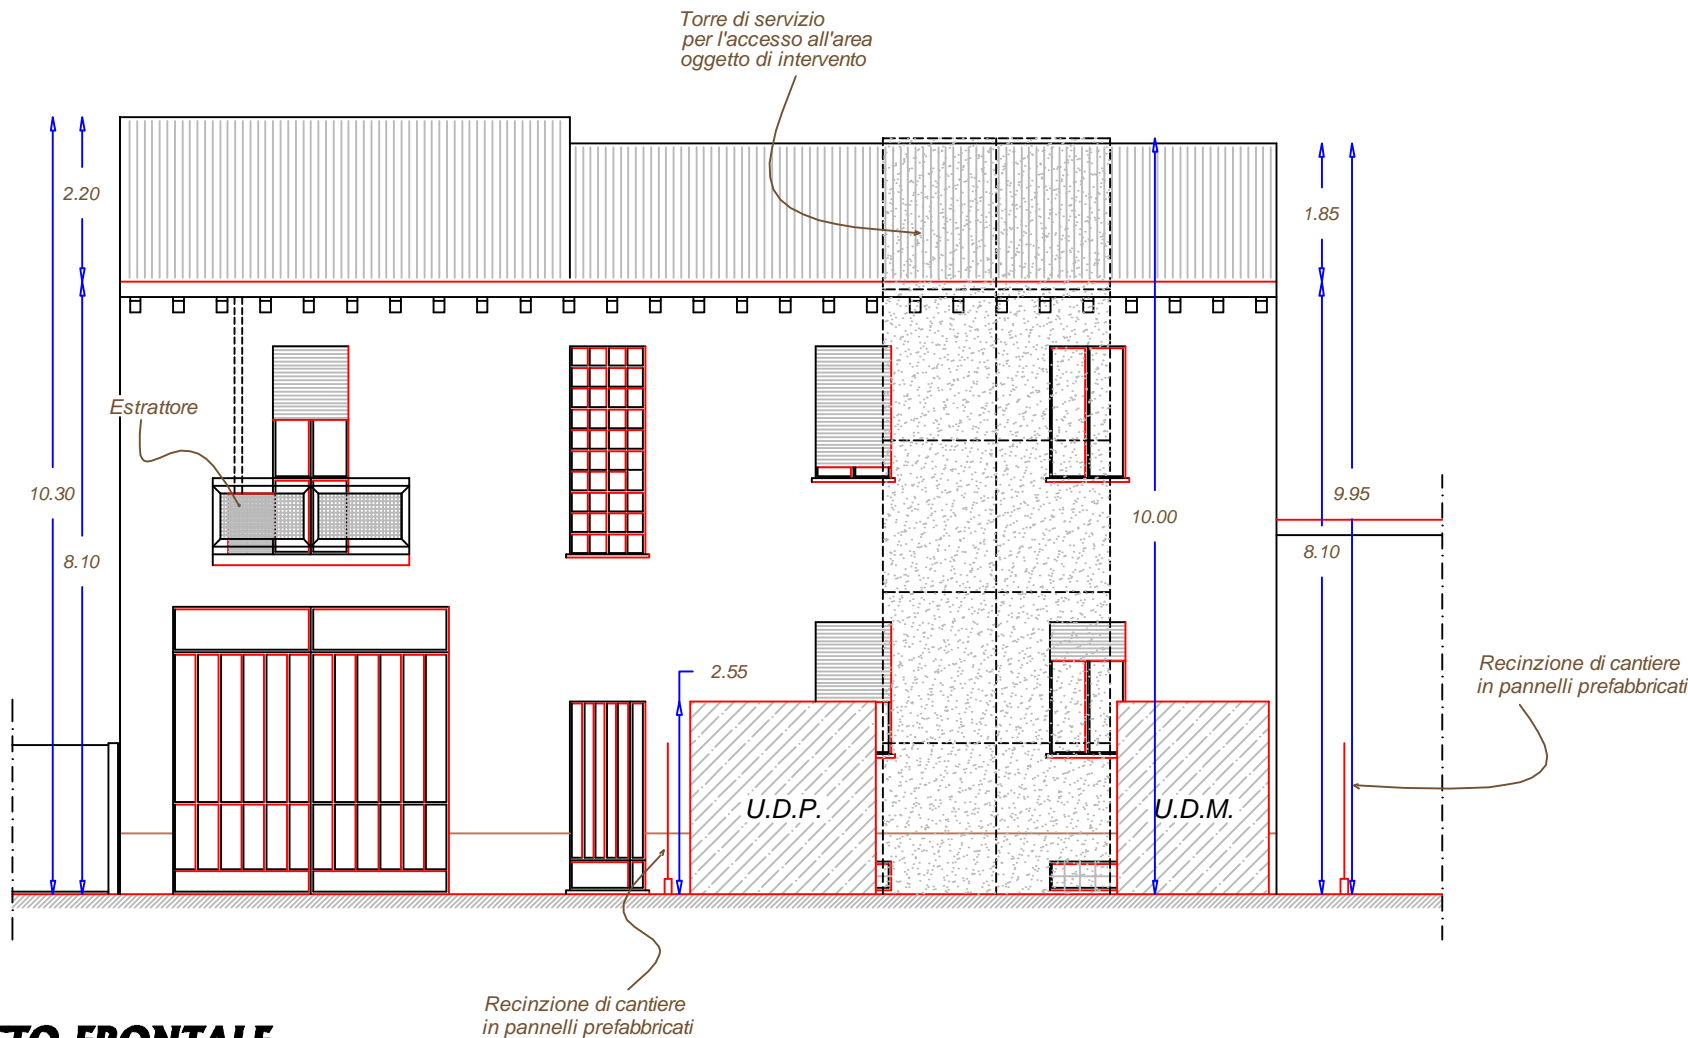 Torre di servizio
per l'accesso all'area
oggetto di intervento
2.20
1.85
Estrattore
10.30
9.95
10.00
8.10
8.10
2.55
Recinzione di cantiere
in pannelli prefabbricati
U.D.P.
U.D.M.
Recinzione di cantiere
in pannelli prefabbricati
FRONTALE